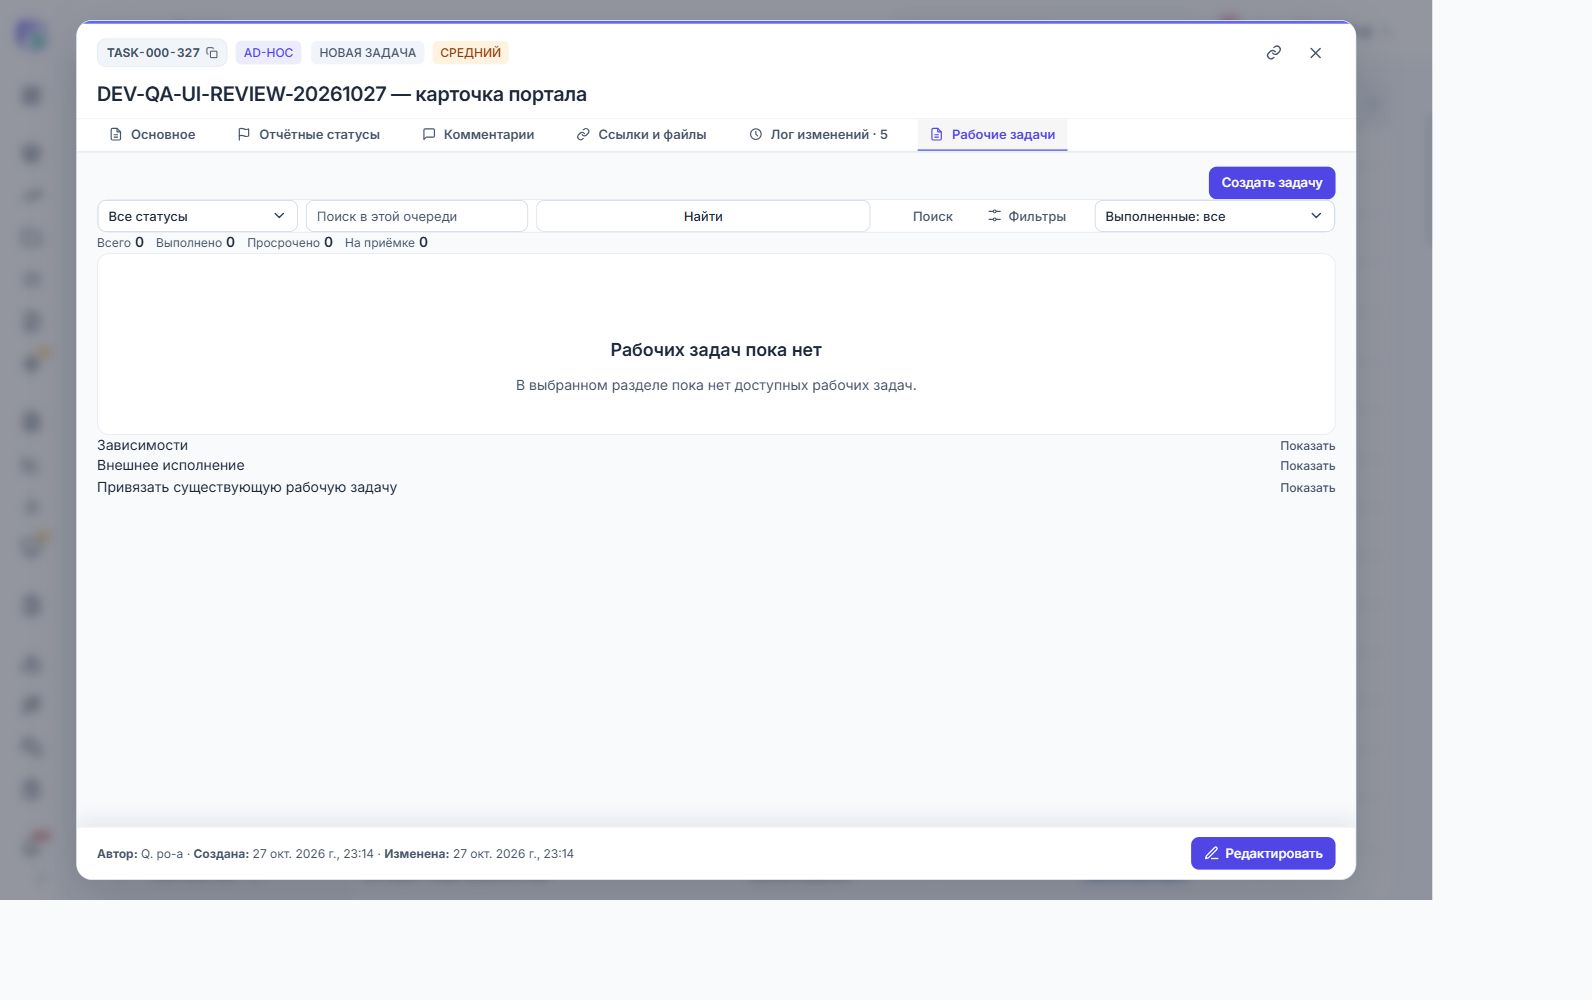 TASK-000-327 AD-HOC НОВАЯ ЗАДАЧА СРЕДНИЙ
DEV-QA-UI-REVIEW-20261027 — карточка портала
Основное Отчётные статусы Комментарии Ссылки и файлы Лог изменений · 5 Рабочие задачи
Создать задачу
Все статусы Поиск в этой очереди Найти Поиск Фильтры Выполненные: все
Всего 0 Выполнено 0 Просрочено 0 На приёмке 0
Рабочих задач пока нет
В выбранном разделе пока нет доступных рабочих задач.
Зависимости Показать
Внешнее исполнение Показать
Привязать существующую рабочую задачу Показать
Автор: Q. po-a · Создана: 27 окт. 2026 г., 23:14 · Изменена: 27 окт. 2026 г., 23:14 Редактировать